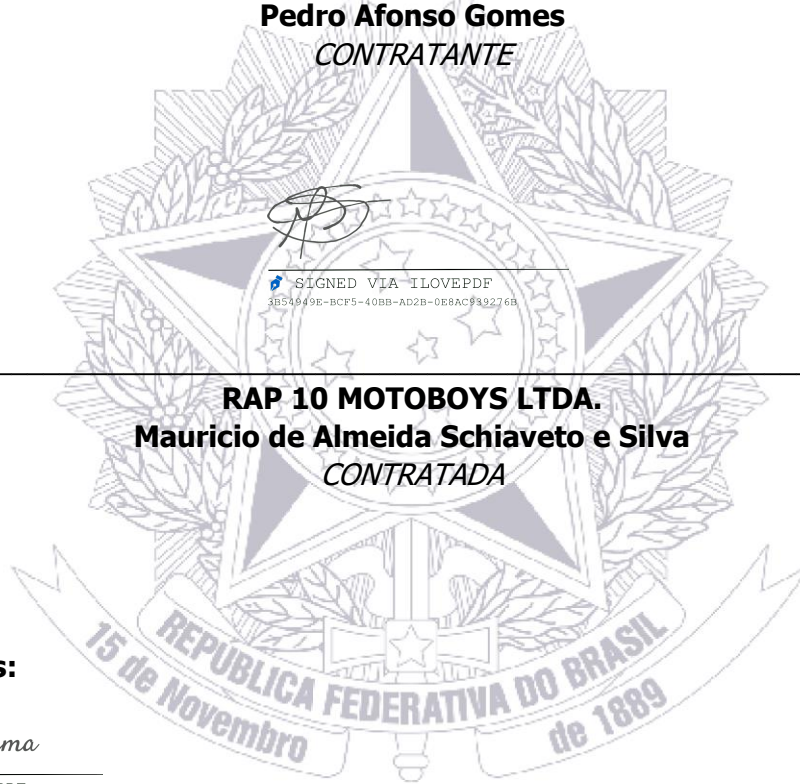 Pedro Afonso Gomes
CONTRATANTE
SIGNED VIA ILOVEPDF
3B54949E-BCF5-40BB-AD2B-0E8AC939276B
RAP 10 MOTOBOYS LTDA.
Mauricio de Almeida Schiaveto e Silva
CONTRATADA
REPUBLICA FEDERATIVA DO BRASIL
15 de Novembro de 1889
s:
ma